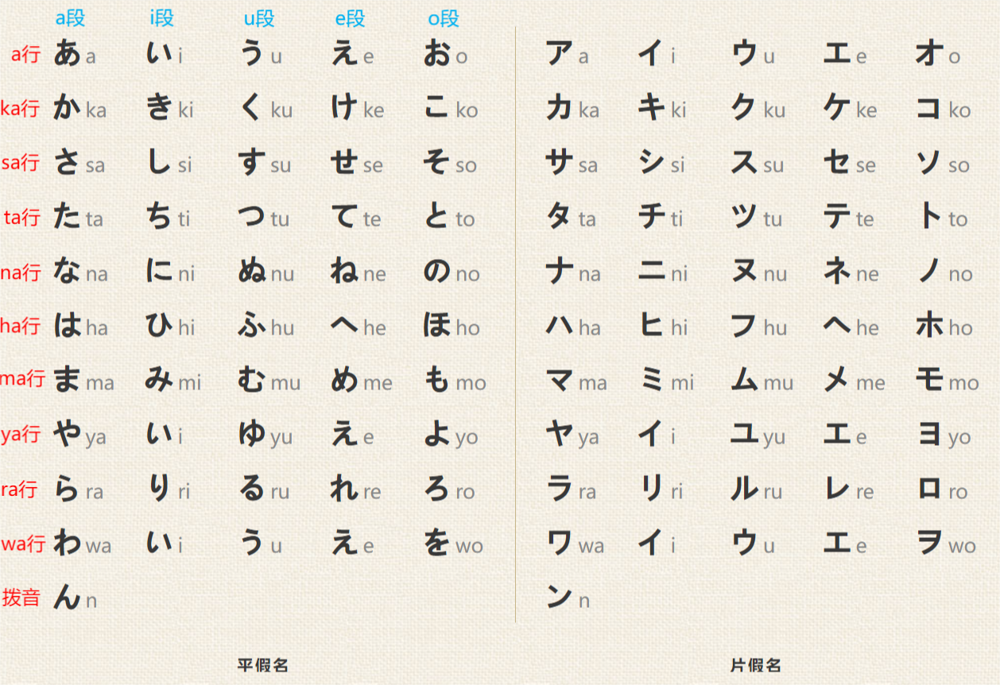 a段 i段 u段 e段 o段
a行 あ a い i う u え e お o ア a イ i ウ u エ e オ o
ka行 か ka き ki く ku け ke こ ko カ ka キ ki ク ku ケ ke コ ko
sa行 さ sa し si す su せ se そ so サ sa シ si ス su セ se ソ so
ta行 た ta ち ti つ tu て te と to タ ta チ ti ツ tu テ te ト to
na行 な na に ni ぬ nu ね ne の no ナ na ニ ni ヌ nu ネ ne ノ no
ha行 は ha ひ hi ふ hu へ he ほ ho ハ ha ヒ hi フ hu ヘ he ホ ho
ma行 ま ma み mi む mu め me も mo マ ma ミ mi ム mu メ me モ mo
ya行 や ya い i ゆ yu え e よ yo ヤ ya イ i ユ yu エ e ヨ yo
ra行 ら ra り ri る ru れ re ろ ro ラ ra リ ri ル ru レ re ロ ro
wa行 わ wa い i う u え e を wo ワ wa イ i ウ u エ e ヲ wo
拨音 ん n ン n
平假名 片假名